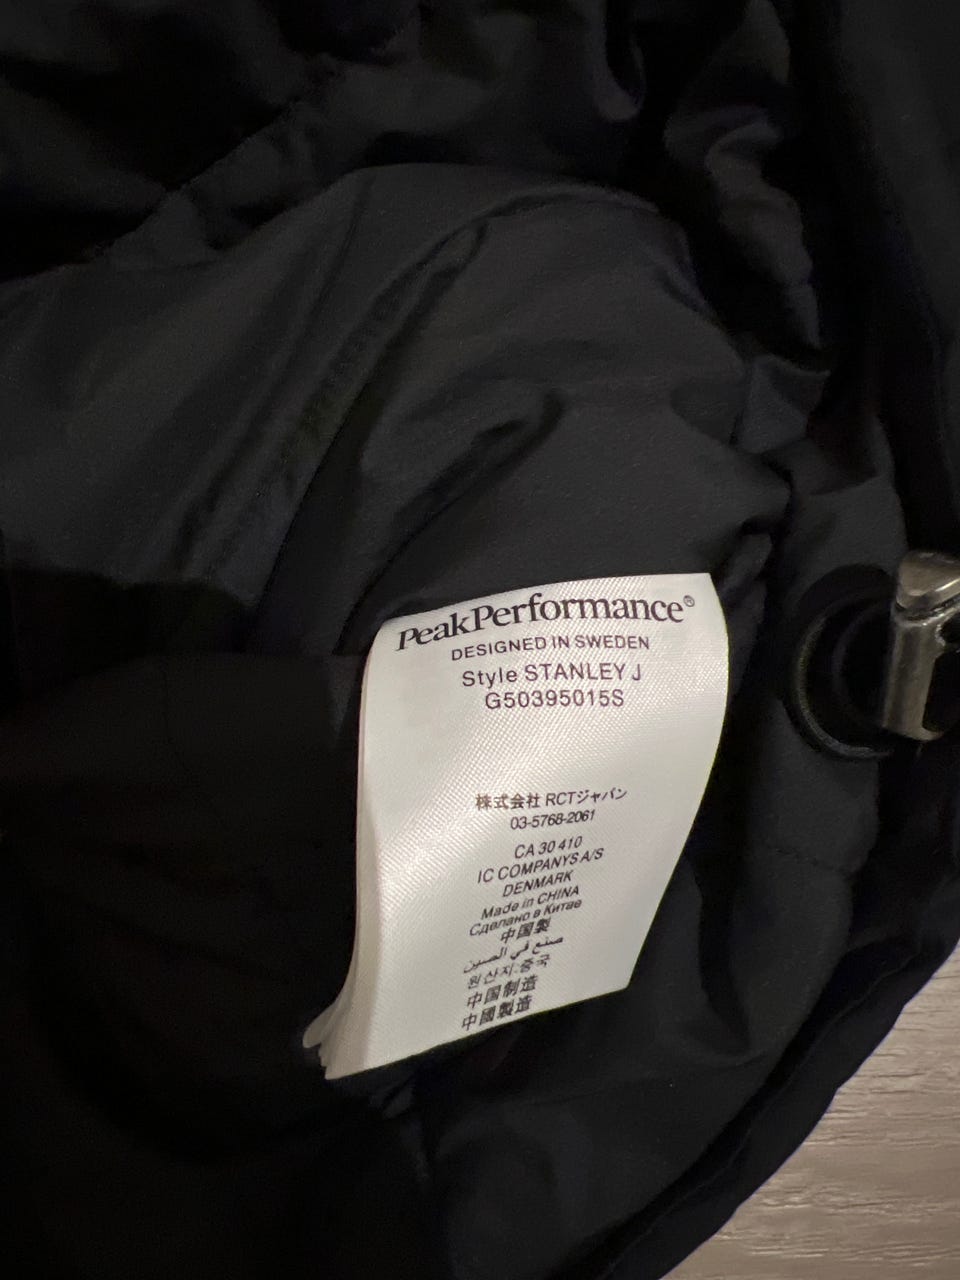 PeakPerformance®
DESIGNED IN SWEDEN
Style STANLEY J
G50395015S
株式会社 RCTジャパン
03-5768-2061
CA 30 410
IC COMPANYS A/S
DENMARK
Made in CHINA
Сделано в Китае
中国製
صنع في الصين
원산지:중국
中国制造
中國製造